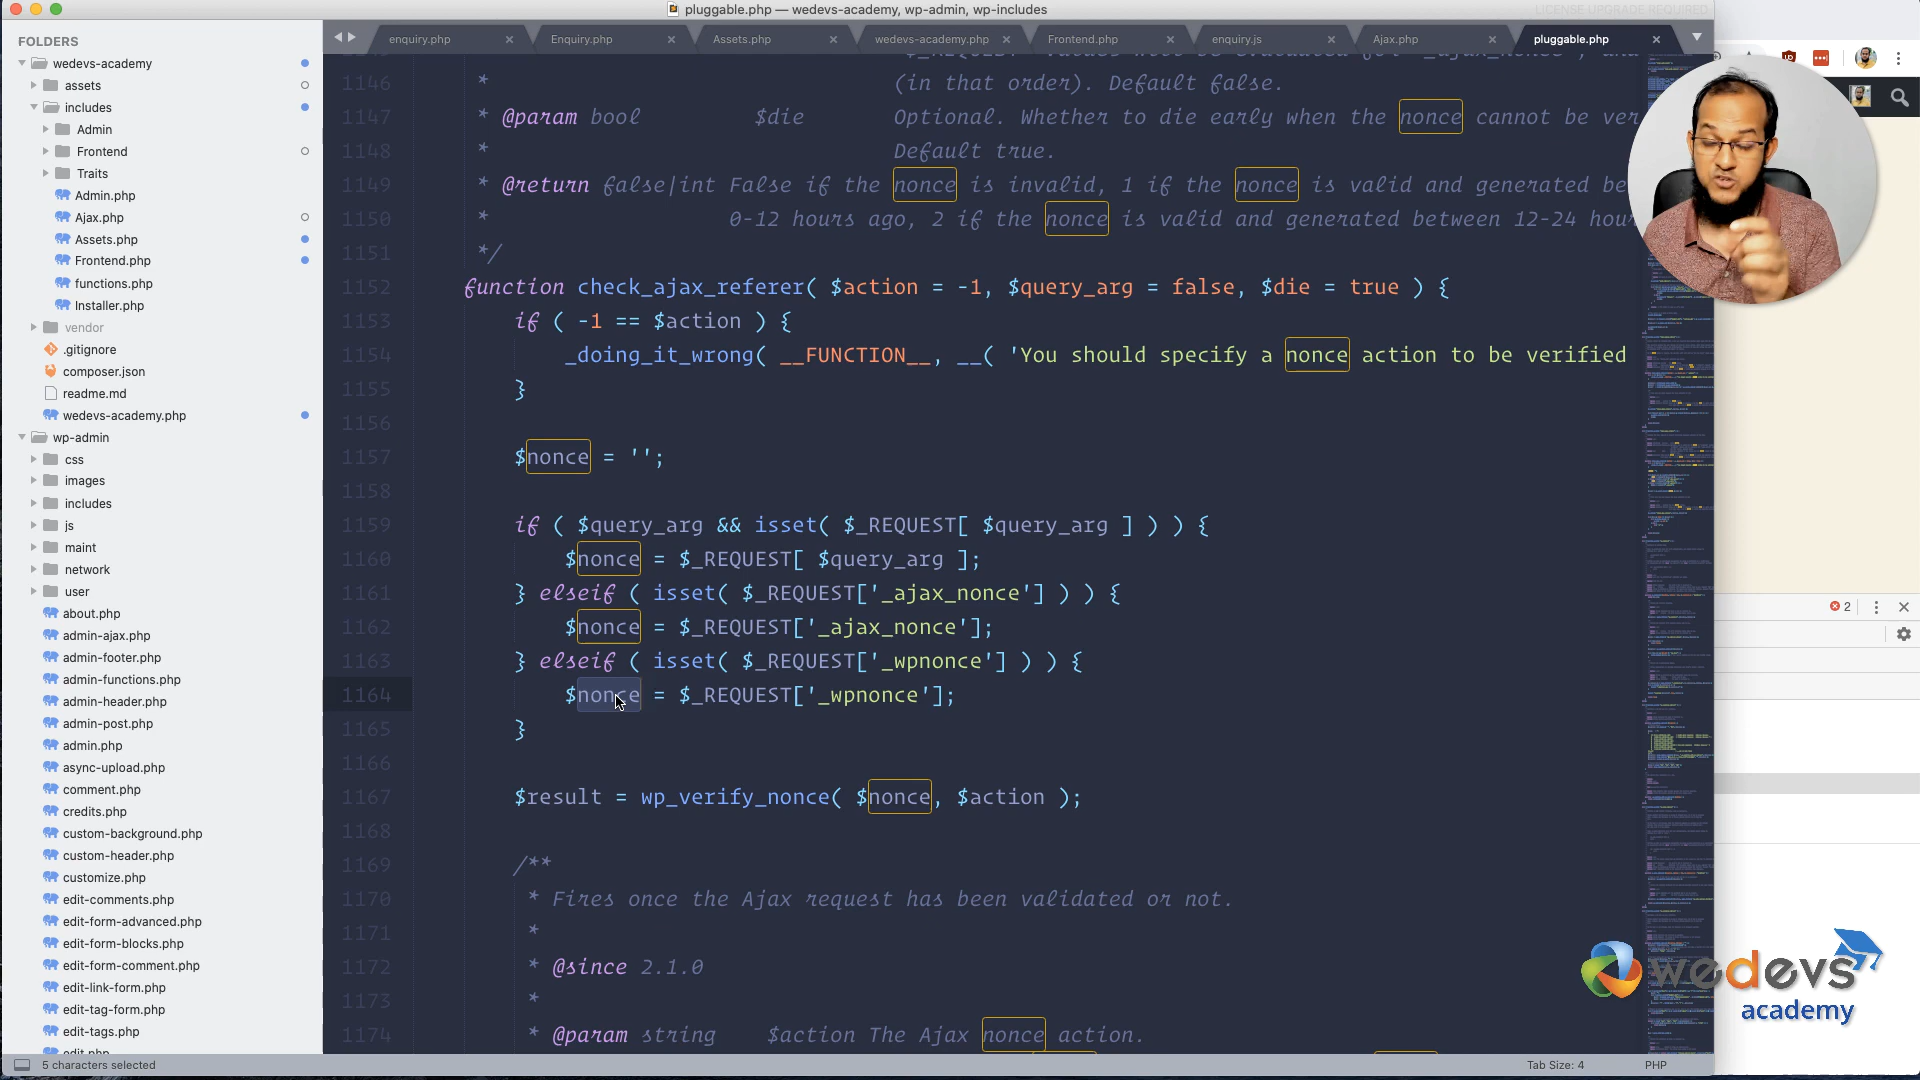 pluggable.php — wedevs-academy, wp-admin, wp-includes
LICENSE UPGRADE REQUIRED
FOLDERS
wedevs-academy
assets
includes
Admin
Frontend
Traits
Admin.php
Ajax.php
Assets.php
Frontend.php
functions.php
Installer.php
vendor
.gitignore
composer.json
readme.md
wedevs-academy.php
wp-admin
css
images
includes
js
maint
network
user
about.php
admin-ajax.php
admin-footer.php
admin-functions.php
admin-header.php
admin-post.php
admin.php
async-upload.php
comment.php
credits.php
custom-background.php
custom-header.php
customize.php
edit-comments.php
edit-form-advanced.php
edit-form-blocks.php
edit-form-comment.php
edit-link-form.php
edit-tag-form.php
edit-tags.php
edit.php
enquiry.php
Enquiry.php
Assets.php
wedevs-academy.php
Frontend.php
enquiry.js
Ajax.php
pluggable.php
1146 * (in that order). Default false.
1147 * @param bool $die Optional. Whether to die early when the nonce cannot be ver
1148 * Default true.
1149 * @return false|int False if the nonce is invalid, 1 if the nonce is valid and generated be
1150 * 0-12 hours ago, 2 if the nonce is valid and generated between 12-24 hour
1151 */
1152 function check_ajax_referer( $action = -1, $query_arg = false, $die = true ) {
1153 if ( -1 == $action ) {
1154 _doing_it_wrong( __FUNCTION__, __( 'You should specify a nonce action to be verified
1155 }
1156
1157 $nonce = '';
1158
1159 if ( $query_arg && isset( $_REQUEST[ $query_arg ] ) ) {
1160 $nonce = $_REQUEST[ $query_arg ];
1161 } elseif ( isset( $_REQUEST['_ajax_nonce'] ) ) {
1162 $nonce = $_REQUEST['_ajax_nonce'];
1163 } elseif ( isset( $_REQUEST['_wpnonce'] ) ) {
1164 $nonce = $_REQUEST['_wpnonce'];
1165 }
1166
1167 $result = wp_verify_nonce( $nonce, $action );
1168
1169 /**
1170 * Fires once the Ajax request has been validated or not.
1171 *
1172 * @since 2.1.0
1173 *
1174 * @param string $action The Ajax nonce action.
2
wedevs
academy
5 characters selected
Tab Size: 4
PHP